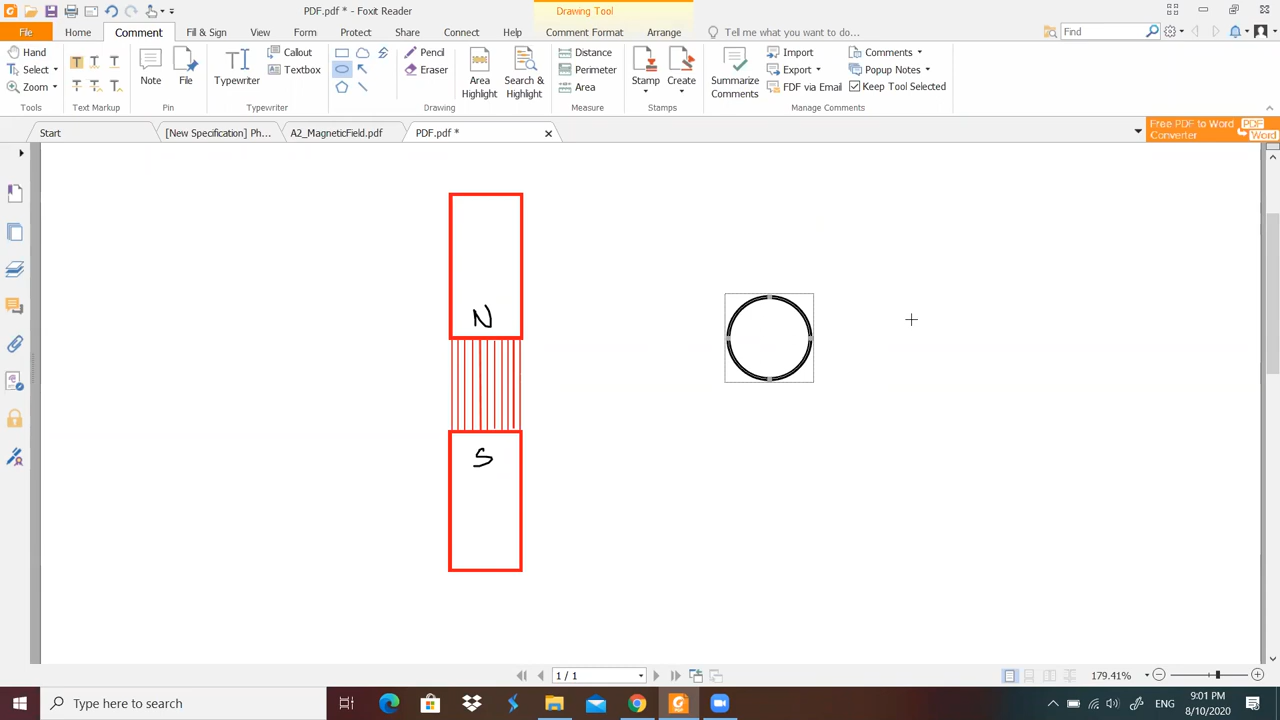 PDF.pdf * - Foxit Reader
Drawing Tool
File Home Comment Fill & Sign View Form Protect Share Connect Help Comment Format Arrange Tell me what you want to do... Find
Hand
Select
Zoom
Tools
T T T
T T T
Text Markup
Note
File
Pin
Typewriter
Callout
Textbox
Typewriter
Pencil
Eraser
Drawing
Area Highlight
Search & Highlight
Distance
Perimeter
Area
Measure
Stamp
Create
Stamps
Summarize Comments
Import
Export
FDF via Email
Comments
Popup Notes
Keep Tool Selected
Manage Comments
Start [New Specification] Ph... A2_MagneticField.pdf PDF.pdf *
Free PDF to Word Converter
PDF
Word
N
S
1 / 1
179.41%
Type here to search
ENG
9:01 PM
8/10/2020